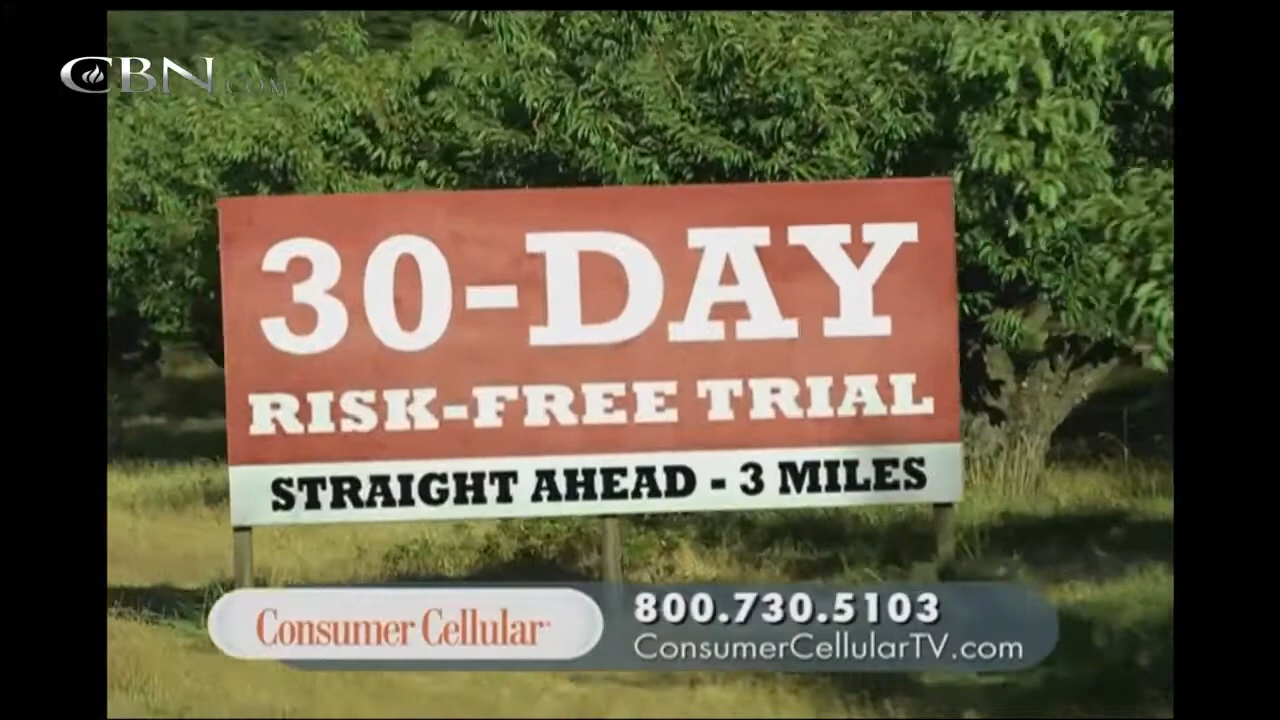 CBN.COM
30-DAY
RISK-FREE TRIAL
STRAIGHT AHEAD - 3 MILES
Consumer Cellular
800.730.5103
ConsumerCellularTV.com